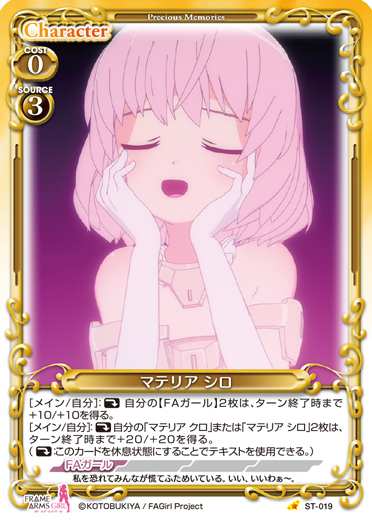 Precious Memories
Character
COST
0
SOURCE
3
マテリア シロ
[メイン/自分]: 自分の【FAガール】2枚は、ターン終了時まで
+10/+10を得る。
[メイン/自分]: 自分の「マテリア クロ」または「マテリア シロ」2枚は、
ターン終了時まで+20/+20を得る。
( :このカードを休息状態にすることでテキストを使用できる。)
FAガール
私を恐れてみんなが慌てふためいている。いい、いいわぁ~。
FRAME
ARMS GIRL
©KOTOBUKIYA / FAGirl Project
ST-019